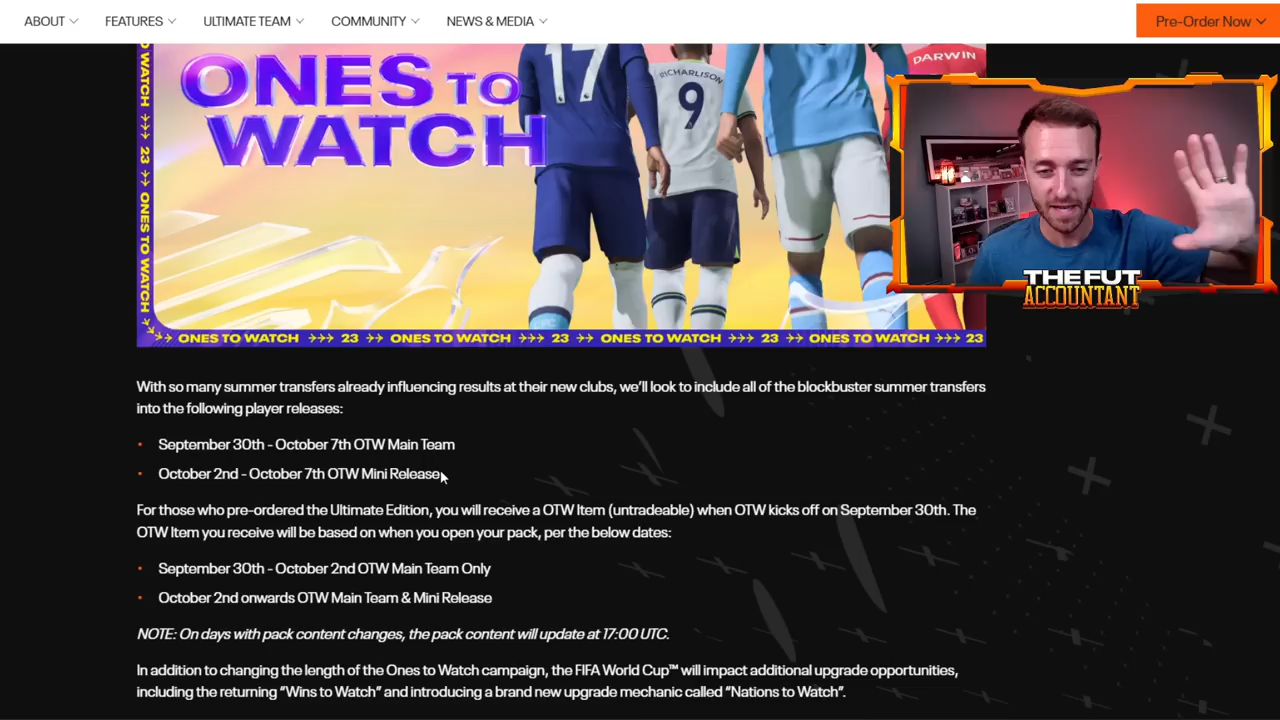 ABOUT
FEATURES
ULTIMATE TEAM
COMMUNITY
NEWS & MEDIA
Pre-Order Now
ONES TO
WATCH
17
RICHARLISON
9
DARWIN
WATCH >>> 23 >> ONES TO WATCH
ONES TO WATCH >>> 23 >> ONES TO WATCH >>> 23 >> ONES TO WATCH >>> 23 >> ONES TO WATCH >>> 23
THE FUT
ACCOUNTANT
With so many summer transfers already influencing results at their new clubs, we'll look to include all of the blockbuster summer transfers
into the following player releases:
• September 30th - October 7th OTW Main Team
• October 2nd - October 7th OTW Mini Release
For those who pre-ordered the Ultimate Edition, you will receive a OTW Item (untradeable) when OTW kicks off on September 30th. The
OTW Item you receive will be based on when you open your pack, per the below dates:
• September 30th - October 2nd OTW Main Team Only
• October 2nd onwards OTW Main Team & Mini Release
NOTE: On days with pack content changes, the pack content will update at 17:00 UTC.
In addition to changing the length of the Ones to Watch campaign, the FIFA World Cup™ will impact additional upgrade opportunities,
including the returning "Wins to Watch" and introducing a brand new upgrade mechanic called "Nations to Watch".